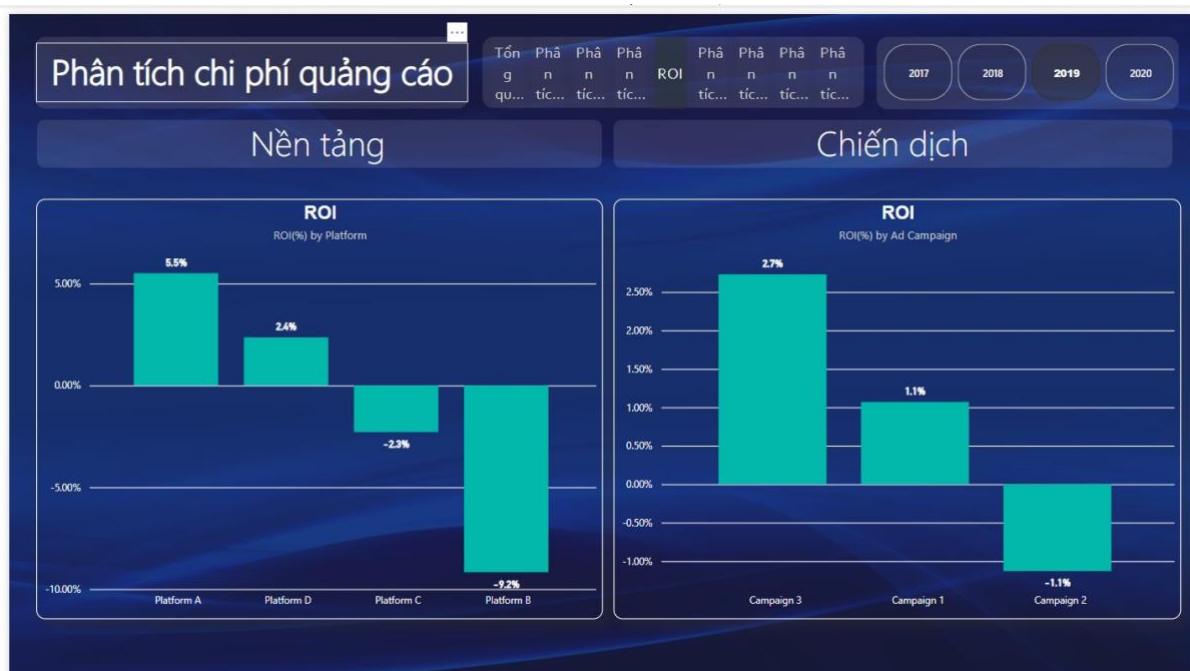 ...
Phân tích chi phí quảng cáo
Tổn
g
qu...
Phâ
n
tíc...
Phâ
n
tíc...
Phâ
n
tíc...
ROI
Phâ
n
tíc...
Phâ
n
tíc...
Phâ
n
tíc...
Phâ
n
tíc...
2017
2018
2019
2020
Nền tảng
Chiến dịch
ROI
ROI(%) by Platform
5.00%
0.00%
-5.00%
-10.00%
5.5%
2.4%
-2.3%
-9.2%
Platform A
Platform D
Platform C
Platform B
ROI
ROI(%) by Ad Campaign
2.50%
2.00%
1.50%
1.00%
0.50%
0.00%
-0.50%
-1.00%
2.7%
1.1%
-1.1%
Campaign 3
Campaign 1
Campaign 2